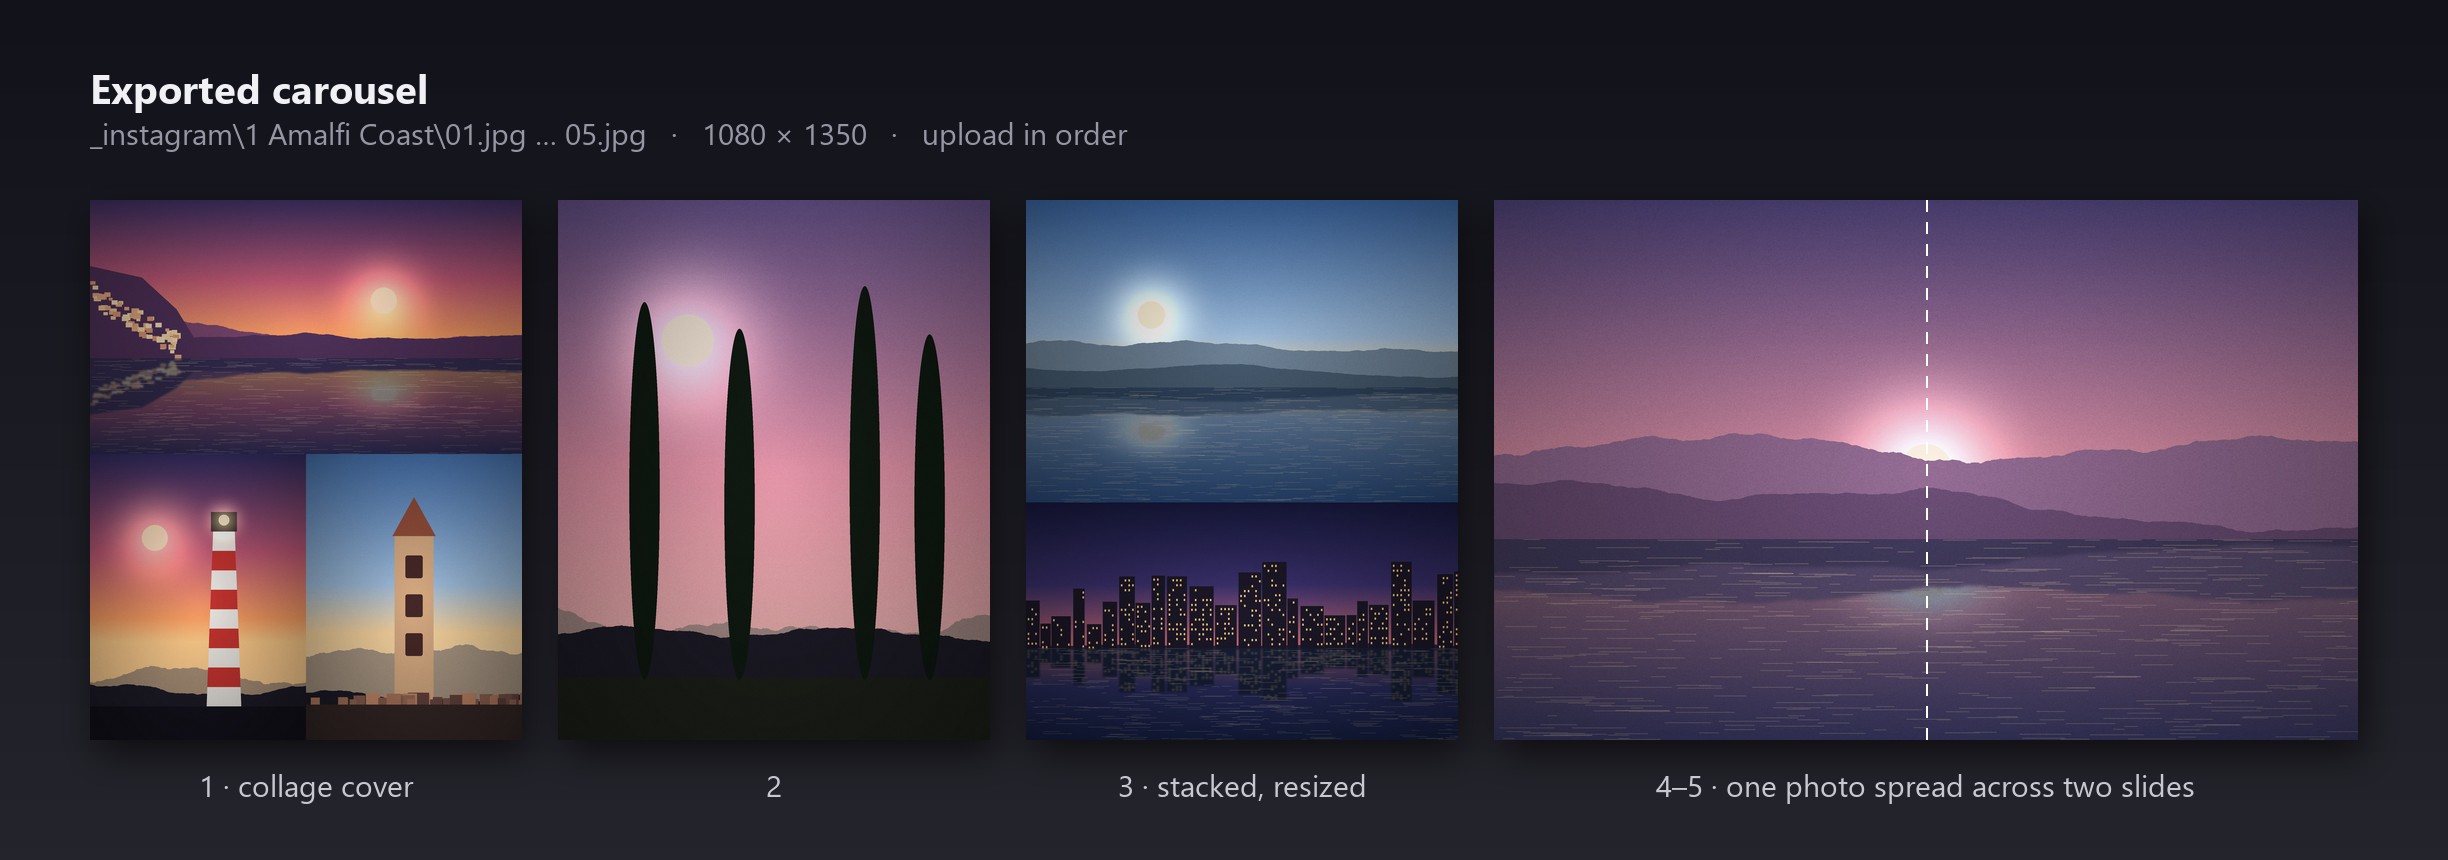 Exported carousel
_instagram\1 Amalfi Coast\01.jpg ... 05.jpg · 1080 × 1350 · upload in order
1 · collage cover
2
3 · stacked, resized
4–5 · one photo spread across two slides